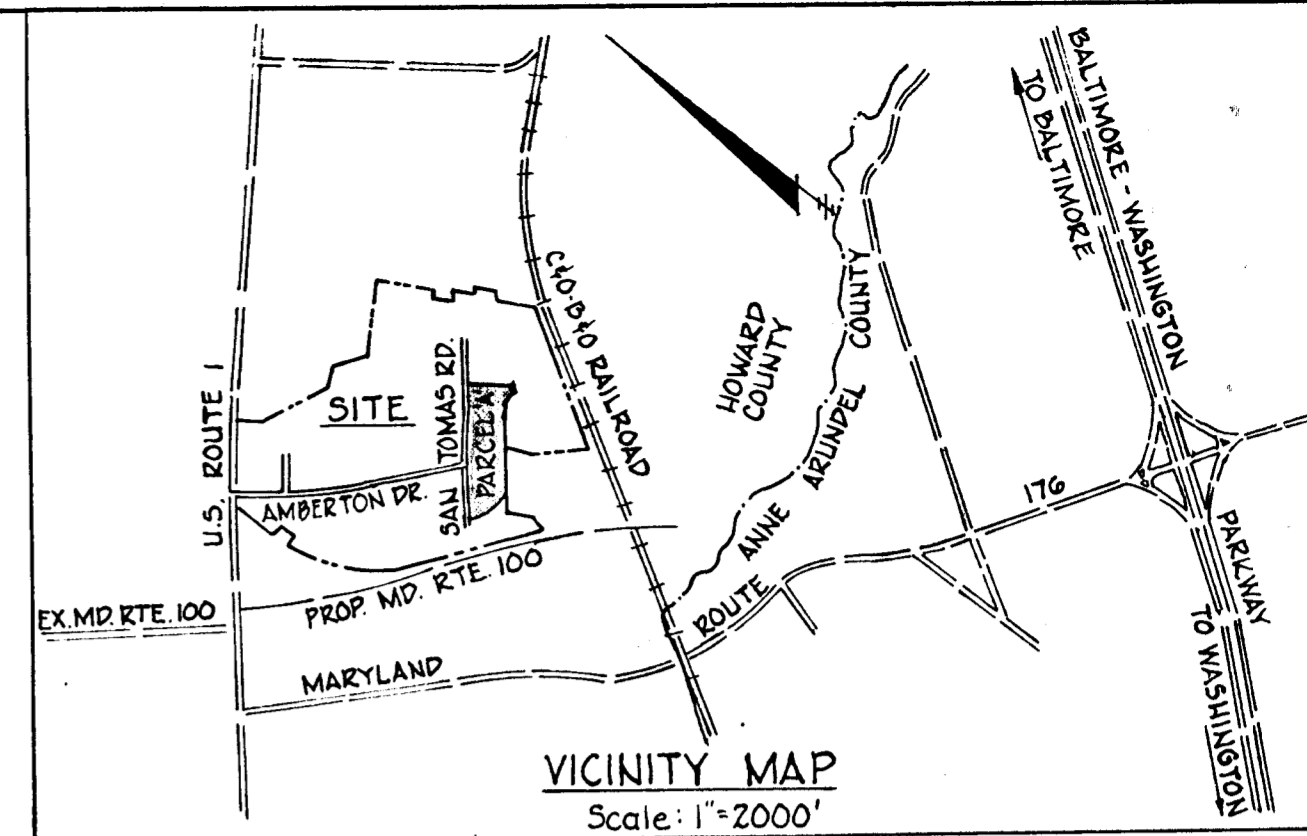 BALTIMORE - WASHINGTON
PARKWAY
TO BALTIMORE
TO WASHINGTON
C&O-B&O RAILROAD
HOWARD
COUNTY
ANNE ARUNDEL COUNTY
U.S. ROUTE 1
SITE
SAN TOMAS RD.
PARCEL 'A'
AMBERTON DR.
176
EX. MD. RTE. 100
PROP. MD. RTE. 100
MARYLAND
ROUTE
VICINITY MAP
Scale: 1"=2000'